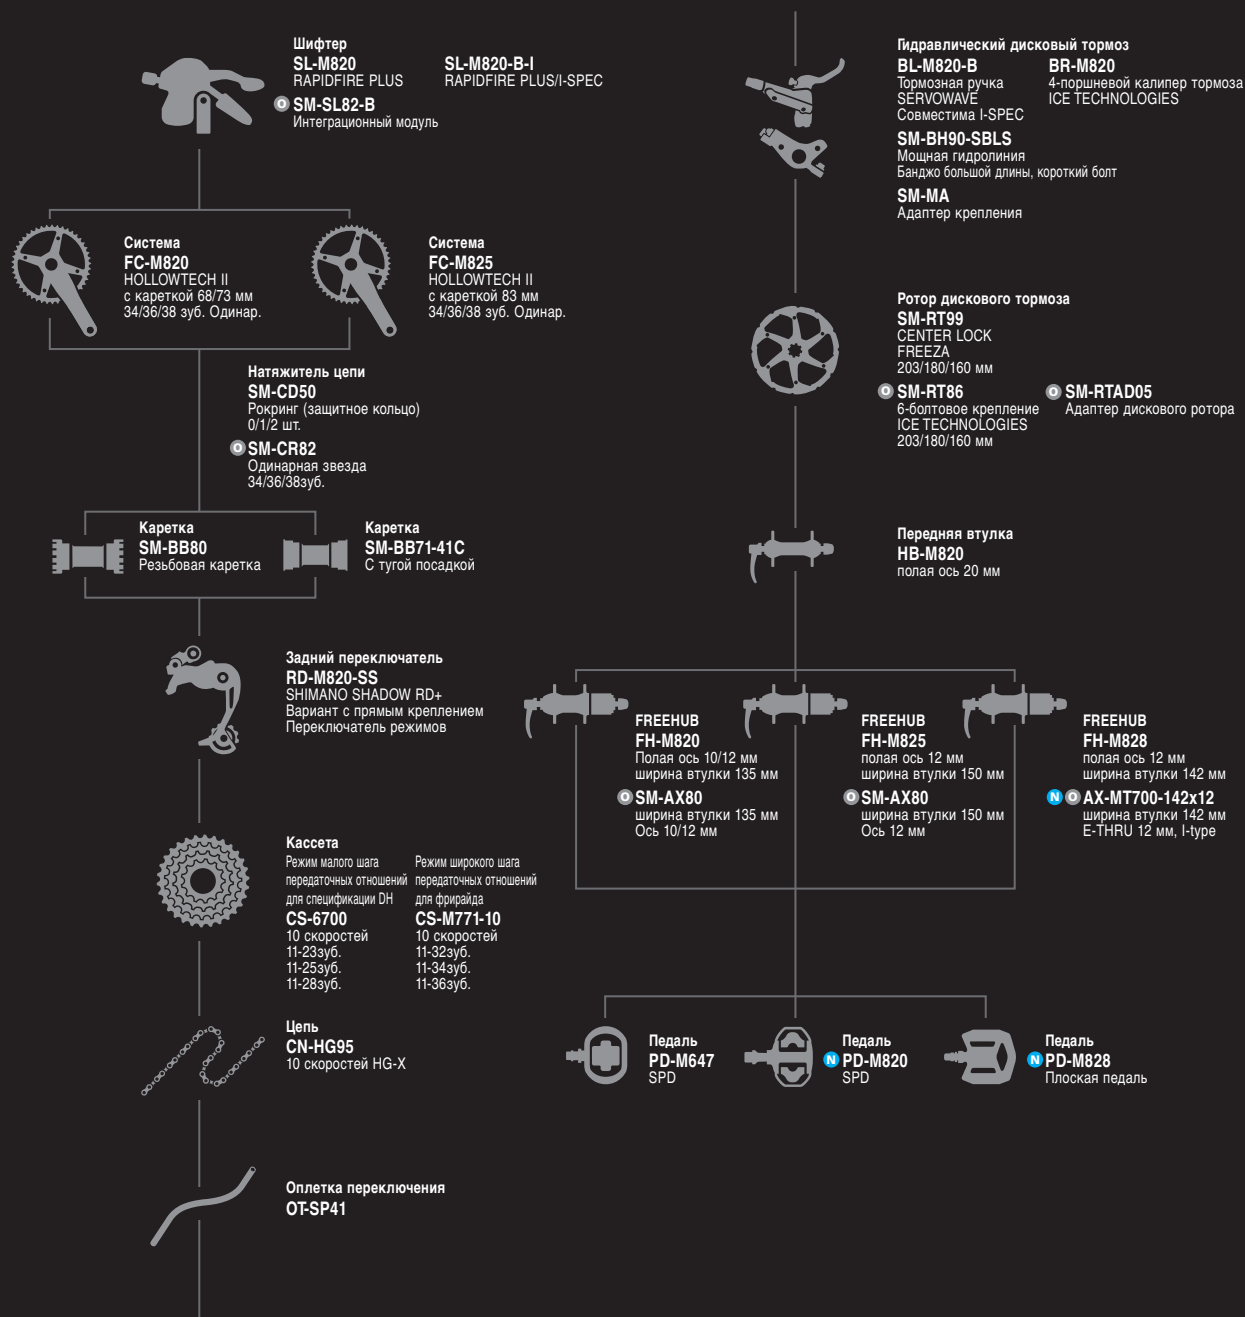 Шифтер
SL-M820
RAPIDFIRE PLUS
SL-M820-B-I
RAPIDFIRE PLUS/I-SPEC
O SM-SL82-B
Интеграционный модуль
Система
FC-M820
HOLLOWTECH II
с кареткой 68/73 мм
34/36/38 зуб. Одинар.
Система
FC-M825
HOLLOWTECH II
с кареткой 83 мм
34/36/38 зуб. Одинар.
Натяжитель цепи
SM-CD50
Рокринг (защитное кольцо)
0/1/2 шт.
O SM-CR82
Одинарная звезда
34/36/38зуб.
Каретка
SM-BB80
Резьбовая каретка
Каретка
SM-BB71-41C
С тугой посадкой
Задний переключатель
RD-M820-SS
SHIMANO SHADOW RD+
Вариант с прямым креплением
Переключатель режимов
Кассета
Режим малого шага
передаточных отношений
для спецификации DH
CS-6700
10 скоростей
11-23зуб.
11-25зуб.
11-28зуб.
Режим широкого шага
передаточных отношений
для фрирайда
CS-M771-10
10 скоростей
11-32зуб.
11-34зуб.
11-36зуб.
Цепь
CN-HG95
10 скоростей HG-X
Оплетка переключения
OT-SP41
Гидравлический дисковый тормоз
BL-M820-B
Тормозная ручка
SERVOWAVE
Совместима I-SPEC
BR-M820
4-поршневой калипер тормоза
ICE TECHNOLOGIES
SM-BH90-SBLS
Мощная гидролиния
Банджо большой длины, короткий болт
SM-MA
Адаптер крепления
Ротор дискового тормоза
SM-RT99
CENTER LOCK
FREEZA
203/180/160 мм
O SM-RT86
6-болтовое крепление
ICE TECHNOLOGIES
203/180/160 мм
O SM-RTAD05
Адаптер дискового ротора
Передняя втулка
HB-M820
полая ось 20 мм
FREEHUB
FH-M820
Полая ось 10/12 мм
ширина втулки 135 мм
O SM-AX80
ширина втулки 135 мм
Ось 10/12 мм
FREEHUB
FH-M825
полая ось 12 мм
ширина втулки 150 мм
O SM-AX80
ширина втулки 150 мм
Ось 12 мм
FREEHUB
FH-M828
полая ось 12 мм
ширина втулки 142 мм
N O AX-MT700-142x12
ширина втулки 142 мм
E-THRU 12 мм, I-type
Педаль
PD-M647
SPD
Педаль
N PD-M820
SPD
Педаль
N PD-M828
Плоская педаль